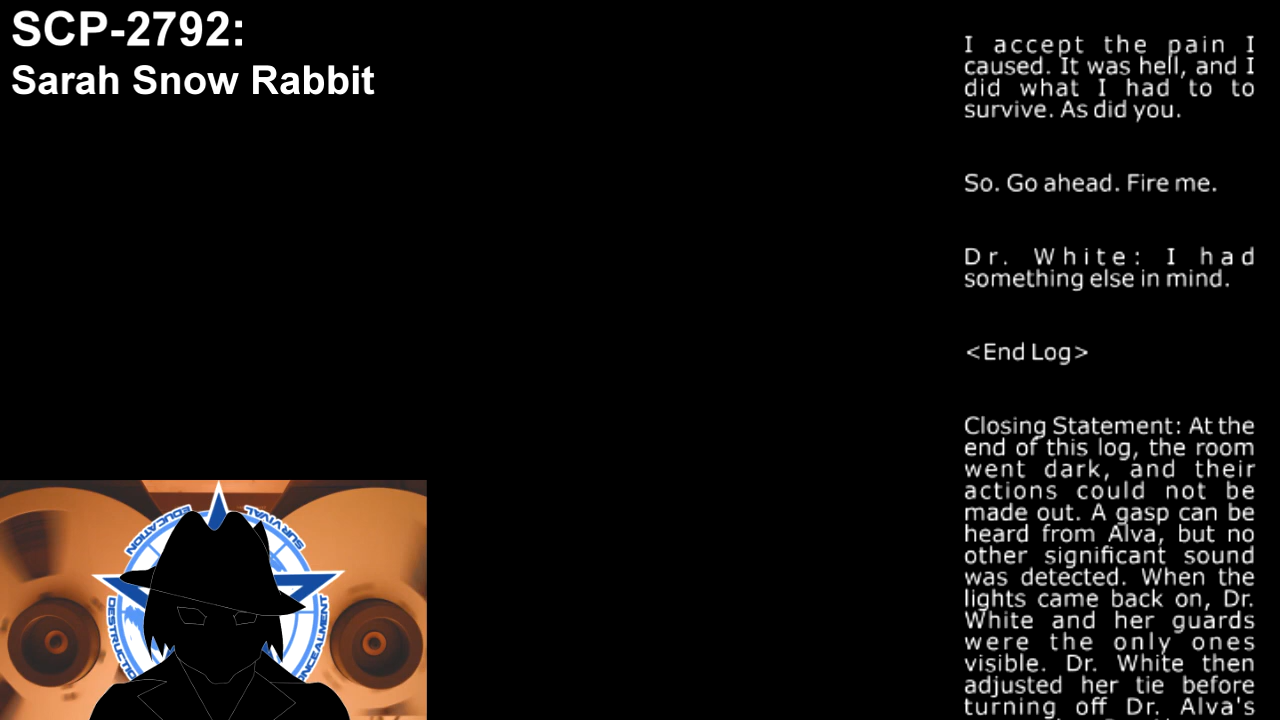 SCP-2792:
Sarah Snow Rabbit
I accept the pain I
caused. It was hell, and I
did what I had to to
survive. As did you.
So. Go ahead. Fire me.
Dr. White: I had
something else in mind.
<End Log>
Closing Statement: At the
end of this log, the room
went dark, and their
actions could not be
made out. A gasp can be
heard from Alva, but no
other significant sound
was detected. When the
lights came back on, Dr.
White and her guards
were the only ones
visible. Dr. White then
adjusted her tie before
turning off Dr. Alva's
EDUCATION
SURVIVAL